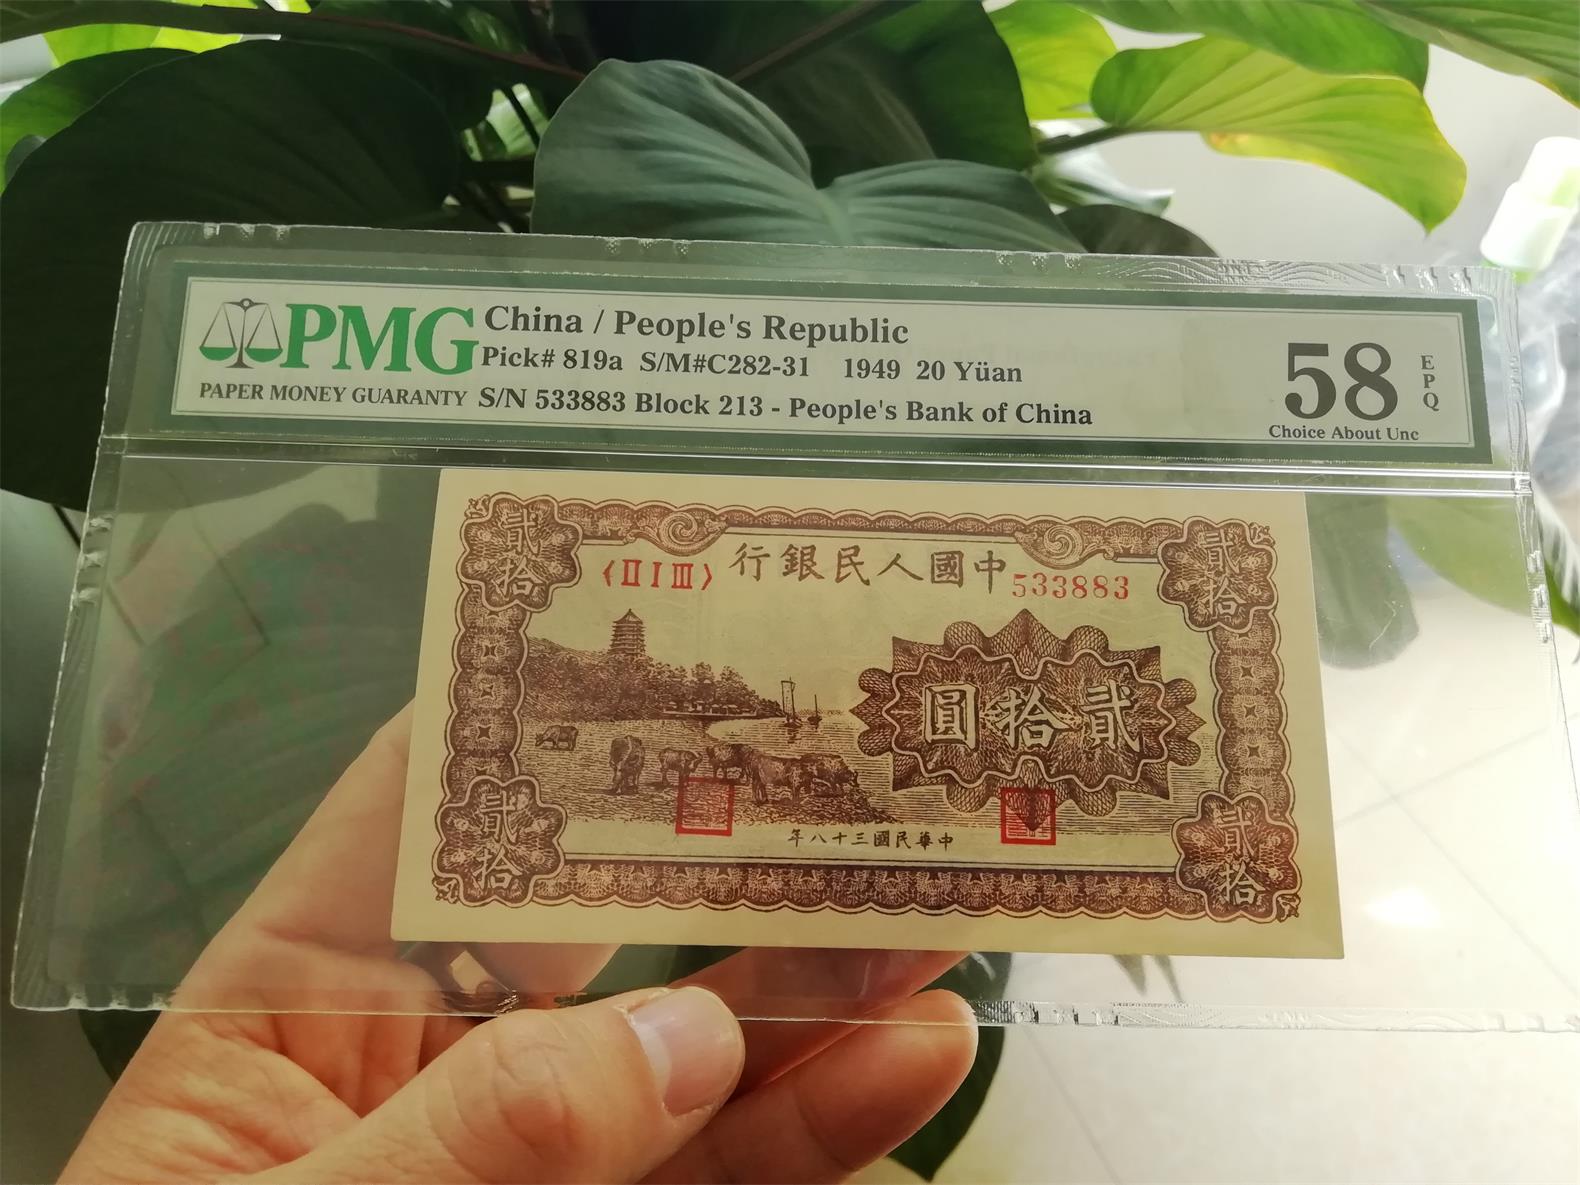 PMG
PAPER MONEY GUARANTY
China / People's Republic
Pick# 819a S/M#C282-31 1949 20 Yüan
S/N 533883 Block 213 - People's Bank of China
58
EPQ
Choice About Unc
行銀民人國中
〈ⅡⅠⅢ〉
533883
貳拾
貳拾
圓拾貳
貳拾
貳拾
年八十三國民華中